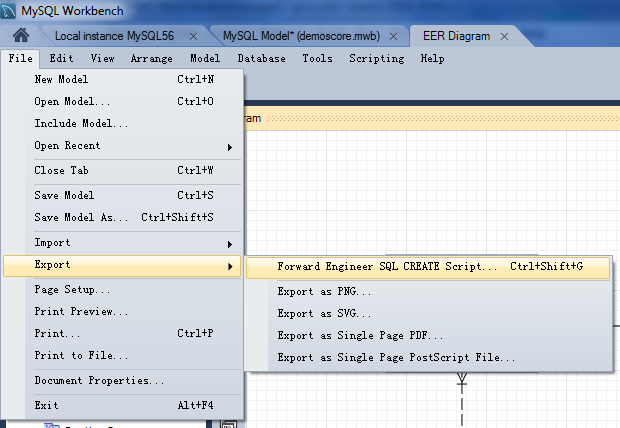 MySQL Workbench
Local instance MySQL56
MySQL Model* (demoscore.mwb)
EER Diagram
File Edit View Arrange Model Database Tools Scripting Help
New Model Ctrl+N
Open Model... Ctrl+O
Include Model...
Open Recent
Close Tab Ctrl+W
Save Model Ctrl+S
Save Model As... Ctrl+Shift+S
Import
Export
Page Setup...
Print Preview...
Print... Ctrl+P
Print to File...
Document Properties...
Exit Alt+F4
Forward Engineer SQL CREATE Script... Ctrl+Shift+G
Export as PNG...
Export as SVG...
Export as Single Page PDF...
Export as Single Page PostScript File...